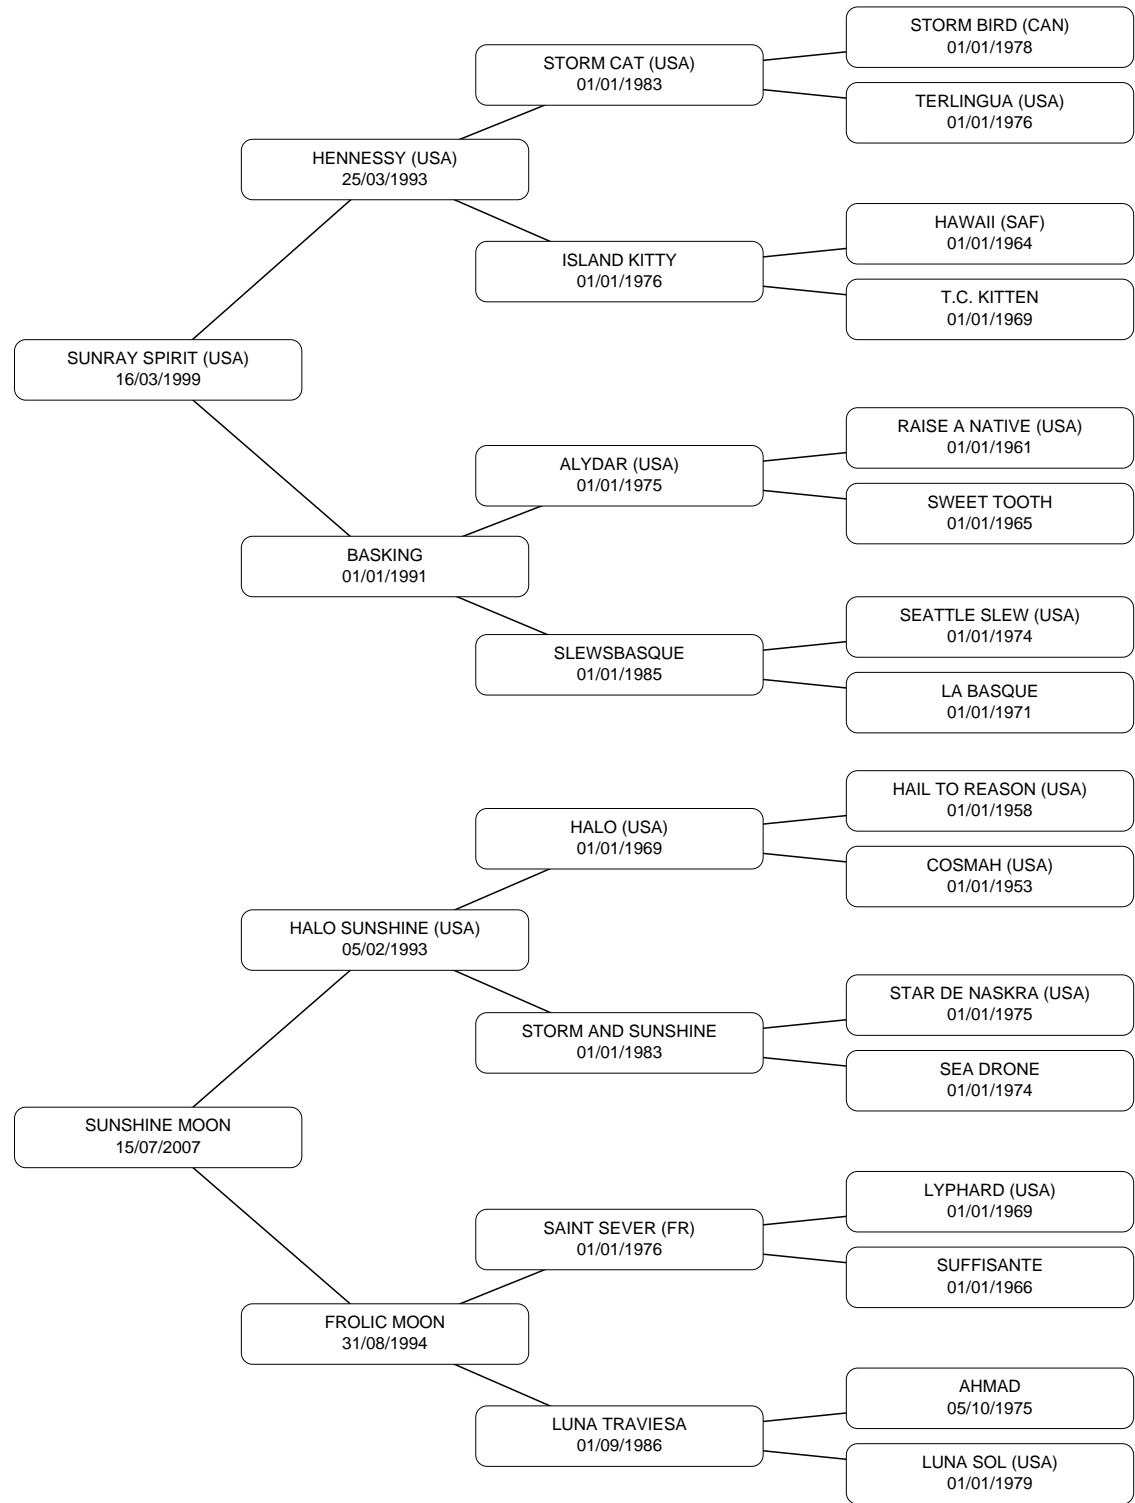 STORM BIRD (CAN)
01/01/1978
STORM CAT (USA)
01/01/1983
TERLINGUA (USA)
01/01/1976
HENNESSY (USA)
25/03/1993
HAWAII (SAF)
01/01/1964
ISLAND KITTY
01/01/1976
T.C. KITTEN
01/01/1969
SUNRAY SPIRIT (USA)
16/03/1999
RAISE A NATIVE (USA)
01/01/1961
ALYDAR (USA)
01/01/1975
SWEET TOOTH
01/01/1965
BASKING
01/01/1991
SEATTLE SLEW (USA)
01/01/1974
SLEWSBASQUE
01/01/1985
LA BASQUE
01/01/1971
HAIL TO REASON (USA)
01/01/1958
HALO (USA)
01/01/1969
COSMAH (USA)
01/01/1953
HALO SUNSHINE (USA)
05/02/1993
STAR DE NASKRA (USA)
01/01/1975
STORM AND SUNSHINE
01/01/1983
SEA DRONE
01/01/1974
SUNSHINE MOON
15/07/2007
LYPHARD (USA)
01/01/1969
SAINT SEVER (FR)
01/01/1976
SUFFISANTE
01/01/1966
FROLIC MOON
31/08/1994
AHMAD
05/10/1975
LUNA TRAVIESA
01/09/1986
LUNA SOL (USA)
01/01/1979